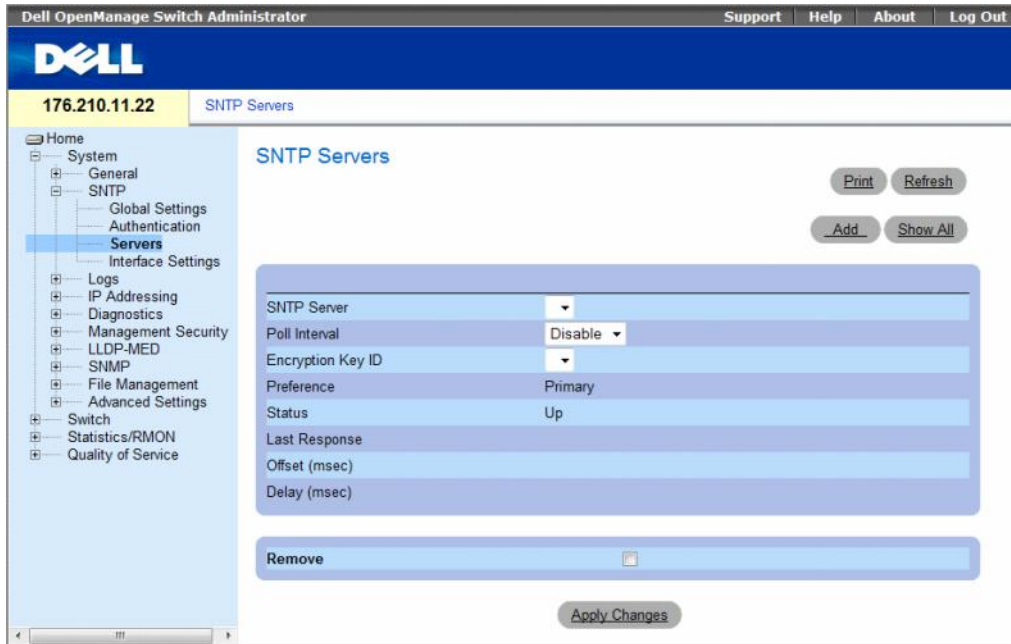 Dell OpenManage Switch Administrator
Support Help About Log Out
DELL
176.210.11.22
SNTP Servers
Home
System
General
SNTP
Global Settings
Authentication
Servers
Interface Settings
Logs
IP Addressing
Diagnostics
Management Security
LLDP-MED
SNMP
File Management
Advanced Settings
Switch
Statistics/RMON
Quality of Service
SNTP Servers
Print Refresh
Add Show All
SNTP Server
Poll Interval Disable
Encryption Key ID
Preference Primary
Status Up
Last Response
Offset (msec)
Delay (msec)
Remove
Apply Changes